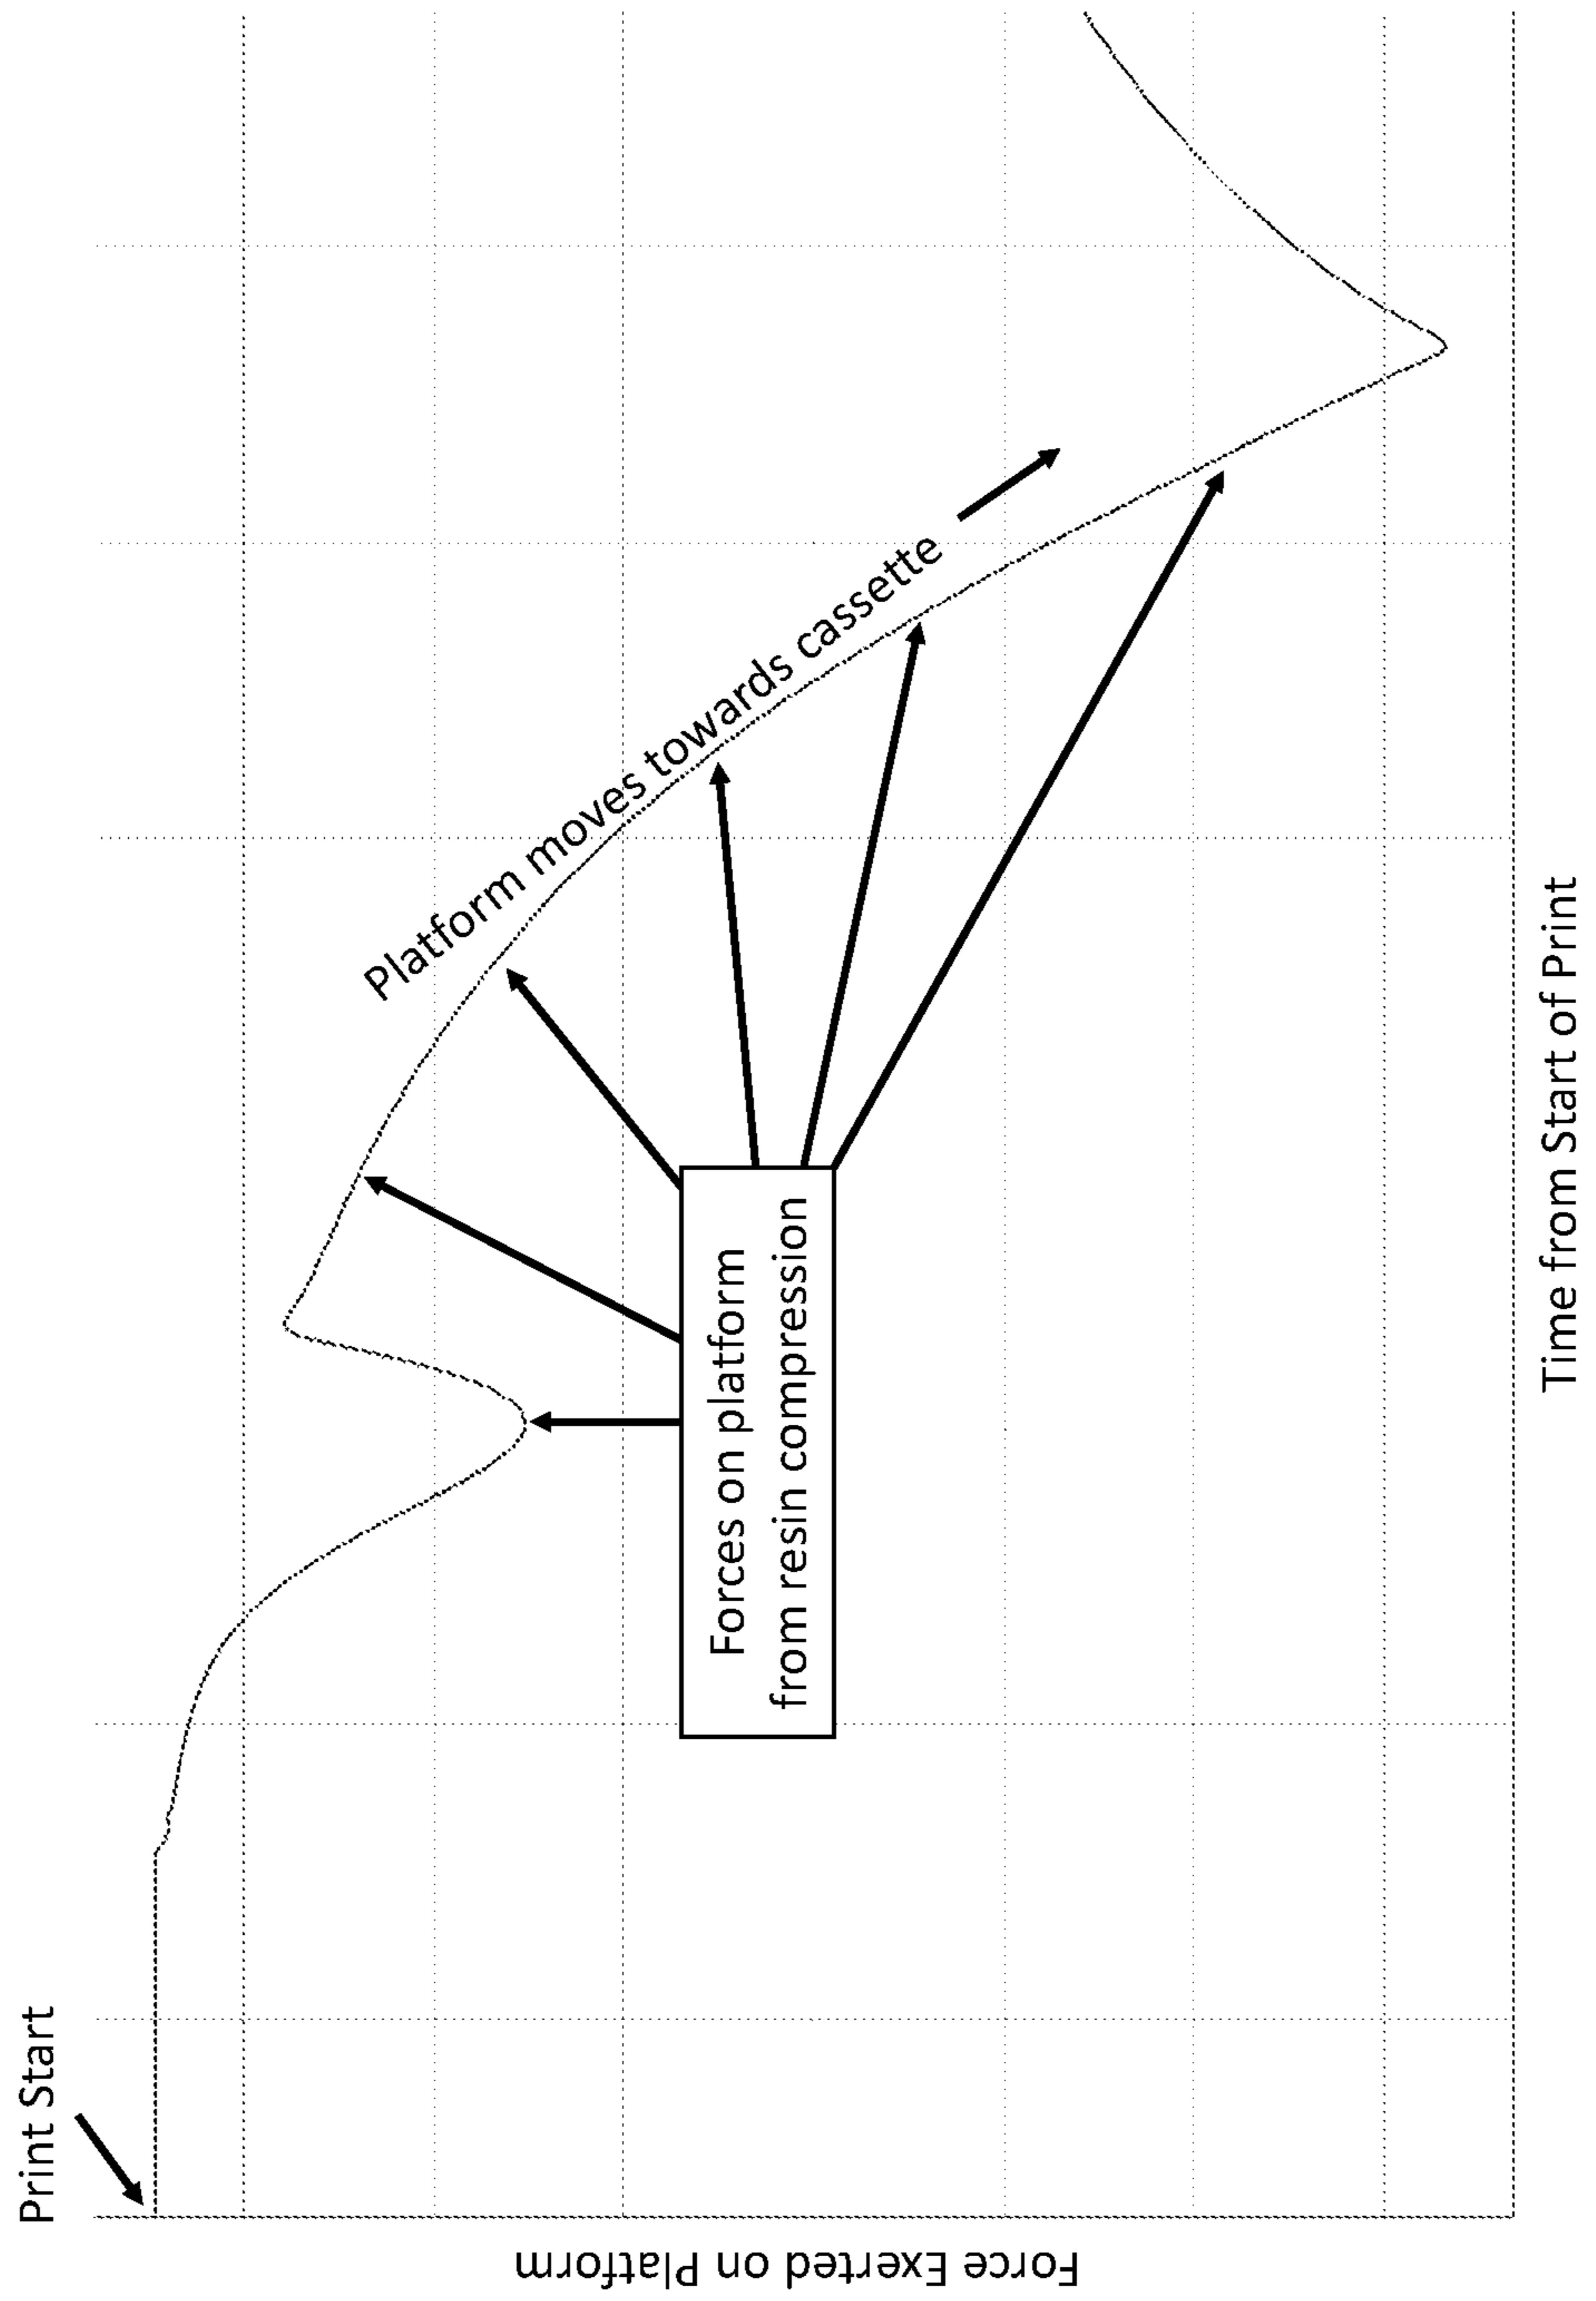 Print Start
Platform moves towards cassette
Forces on platform
from resin compression
Force Exerted on Platform
Time from Start of Print